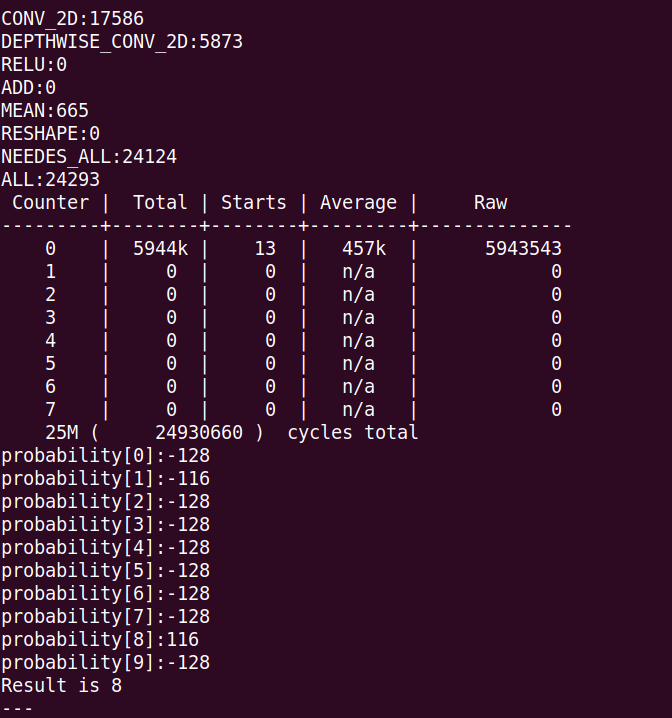 CONV_2D:17586
DEPTHWISE_CONV_2D:5873
RELU:0
ADD:0
MEAN:665
RESHAPE:0
NEEDES_ALL:24124
ALL:24293
 Counter |  Total | Starts | Average |     Raw
---------+--------+--------+---------+--------------
    0    |  5944k |    13  |   457k  |      5943543
    1    |     0  |     0  |   n/a   |            0
    2    |     0  |     0  |   n/a   |            0
    3    |     0  |     0  |   n/a   |            0
    4    |     0  |     0  |   n/a   |            0
    5    |     0  |     0  |   n/a   |            0
    6    |     0  |     0  |   n/a   |            0
    7    |     0  |     0  |   n/a   |            0
    25M (     24930660 )  cycles total
probability[0]:-128
probability[1]:-116
probability[2]:-128
probability[3]:-128
probability[4]:-128
probability[5]:-128
probability[6]:-128
probability[7]:-128
probability[8]:116
probability[9]:-128
Result is 8
---